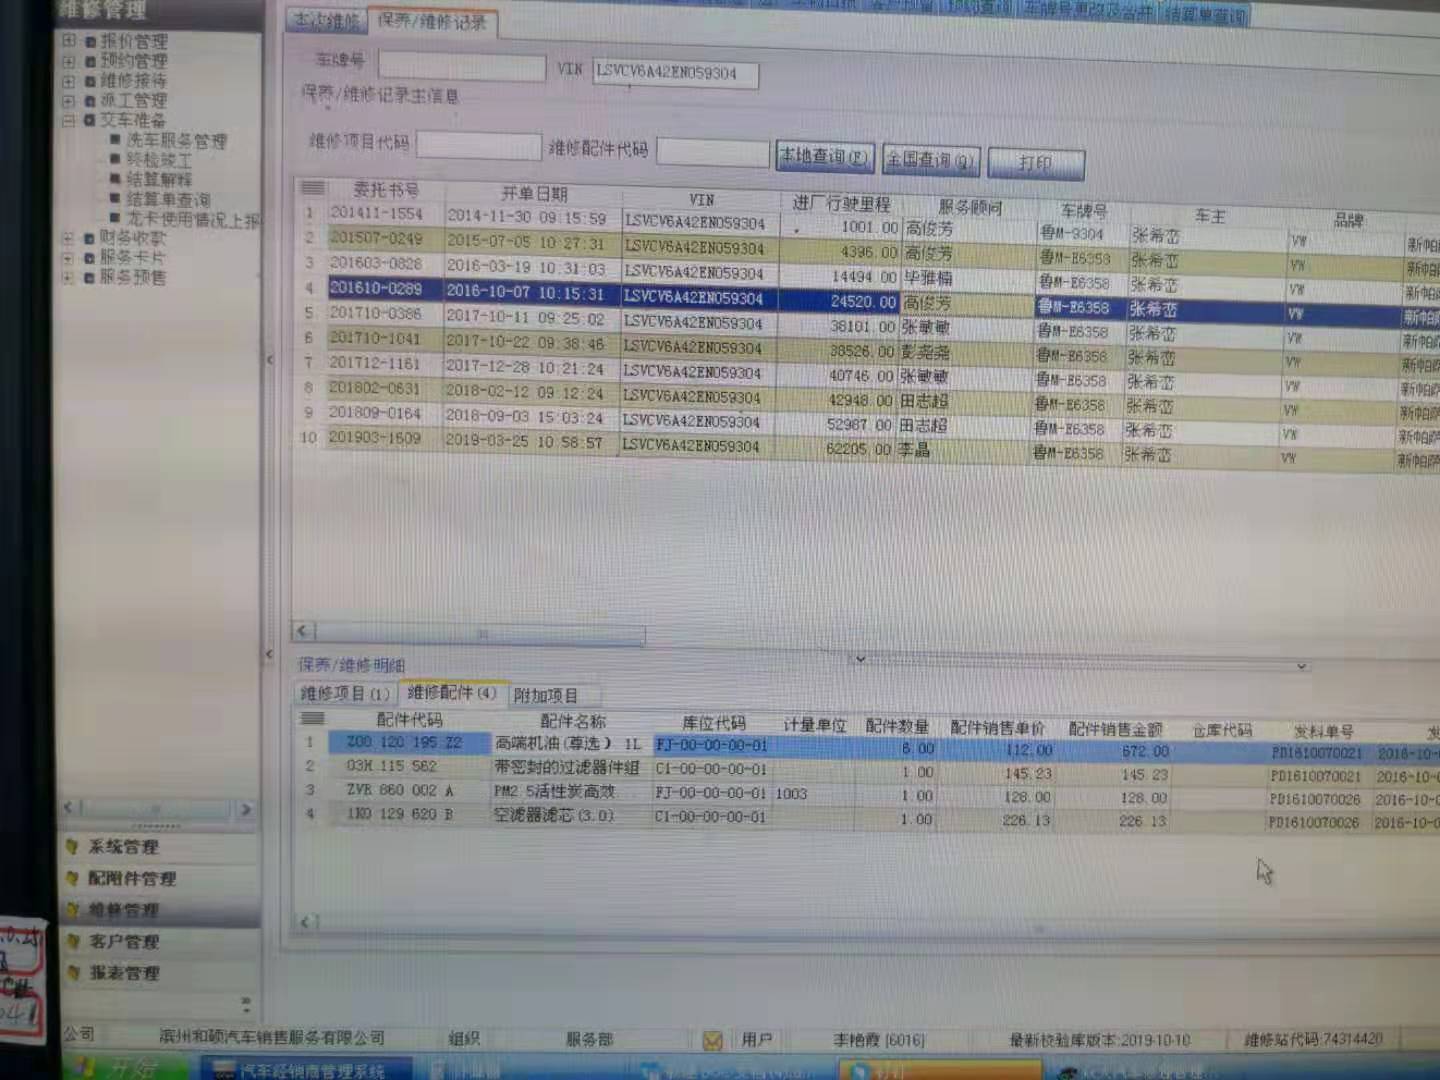 维修管理
报价管理
预约管理
维修接待
派工管理
交车准备
洗车服务管理
终检竣工
结算解释
结算单查询
龙卡使用情况上报
财务收款
服务卡片
服务预售
本次维修 保养/维修记录
车牌号 VIN LSVCV6A42EN059304
保养/维修记录主信息
维修项目代码 维修配件代码 本地查询(F) 全国查询(Q) 打印
委托书号 开单日期 VIN 进厂行驶里程 服务顾问 车牌号 车主 品牌
1 201411-1554 2014-11-30 09:15:59 LSVCV6A42EN059304 1001.00 高俊芳 鲁M-9304 张希峦 VW 新帕
2 201507-0249 2015-07-05 10:27:31 LSVCV6A42EN059304 4396.00 高俊芳 鲁M-E6358 张希峦 VW 新帕
3 201603-0828 2016-03-19 10:31:03 LSVCV6A42EN059304 14494.00 毕雅楠 鲁M-E6358 张希峦 VW 新帕
4 201610-0289 2016-10-07 10:15:31 LSVCV6A42EN059304 24520.00 高俊芳 鲁M-E6358 张希峦 VW 新帕
5 201710-0386 2017-10-11 09:25:02 LSVCV6A42EN059304 38101.00 张敏敏 鲁M-E6358 张希峦 VW 新帕
6 201710-1041 2017-10-22 09:38:46 LSVCV6A42EN059304 38526.00 彭尧尧 鲁M-E6358 张希峦 VW 新帕
7 201712-1161 2017-12-28 10:21:24 LSVCV6A42EN059304 40746.00 张敏敏 鲁M-E6358 张希峦 VW 新帕
8 201802-0631 2018-02-12 09:12:24 LSVCV6A42EN059304 42948.00 田志超 鲁M-E6358 张希峦 VW 新帕
9 201809-0164 2018-09-03 15:03:24 LSVCV6A42EN059304 52987.00 田志超 鲁M-E6358 张希峦 VW 新帕
10 201903-1509 2019-03-25 10:58:57 LSVCV6A42EN059304 62205.00 李晶 鲁M-E6358 张希峦 VW 新帕
保养/维修明细
维修项目(1) 维修配件(4) 附加项目
配件代码 配件名称 库位代码 计量单位 配件数量 配件销售单价 配件销售金额 仓库代码 发料单号 发
1 Z00 120 195 Z2 高端机油(尊选) 1L FJ-00-00-00-01 6.00 112.00 672.00 PD1610070021 2016-10-0
2 03H 115 562 带密封的过滤器件组 C1-00-00-00-01 1.00 145.23 145.23 PD1610070021 2016-10-0
3 ZVE 860 002 A PM2.5活性炭高效 FJ-00-00-00-01 1003 1.00 128.00 128.00 PD1610070026 2016-10-0
4 1K0 129 620 B 空滤器滤芯(3.0) C1-00-00-00-01 1.00 226.13 226.13 PD1610070026 2016-10-0
系统管理
配附件管理
维修管理
客户管理
报表管理
公司 滨州和硕汽车销售服务有限公司 组织 服务部 用户 李艳霞 [6016] 最新校验库版本:2019-10-10 维修站代码:74314420
开始 汽车经销商管理系统